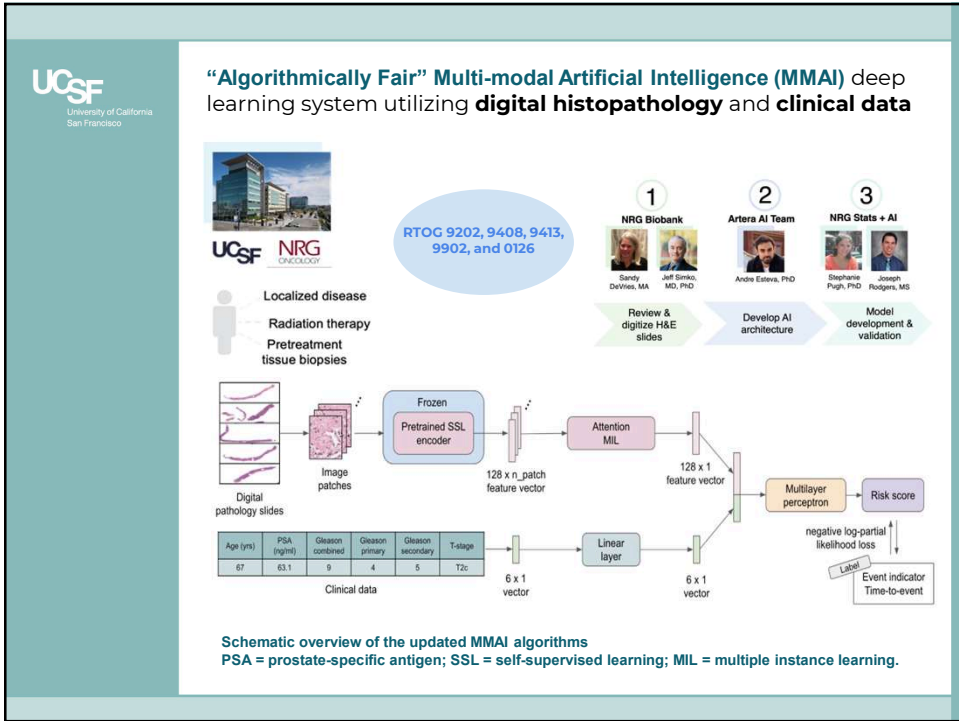 UCSF
University of California
San Francisco
“Algorithmically Fair” Multi-modal Artificial Intelligence (MMAI) deep
learning system utilizing digital histopathology and clinical data
UCSF
NRG
ONCOLOGY
Localized disease
Radiation therapy
Pretreatment
tissue biopsies
RTOG 9202, 9408, 9413,
9902, and 0126
1
NRG Biobank
Sandy
DeVries, MA
Jeff Simko,
MD, PhD
Review &
digitize H&E
slides
2
Artera AI Team
Andre Esteva, PhD
Develop AI
architecture
3
NRG Stats + AI
Stephanie
Pugh, PhD
Joseph
Rodgers, MS
Model
development &
validation
Digital
pathology slides
Image
patches
Frozen
Pretrained SSL
encoder
128 x n_patch
feature vector
Attention
MIL
128 x 1
feature vector
Multilayer
perceptron
Risk score
negative log-partial
likelihood loss
Label
Event indicator
Time-to-event
Age (yrs) PSA (ng/ml) Gleason combined Gleason primary Gleason secondary T-stage
67 63.1 9 4 5 T2c
Clinical data
6 x 1
vector
Linear
layer
6 x 1
vector
Schematic overview of the updated MMAI algorithms
PSA = prostate-specific antigen; SSL = self-supervised learning; MIL = multiple instance learning.